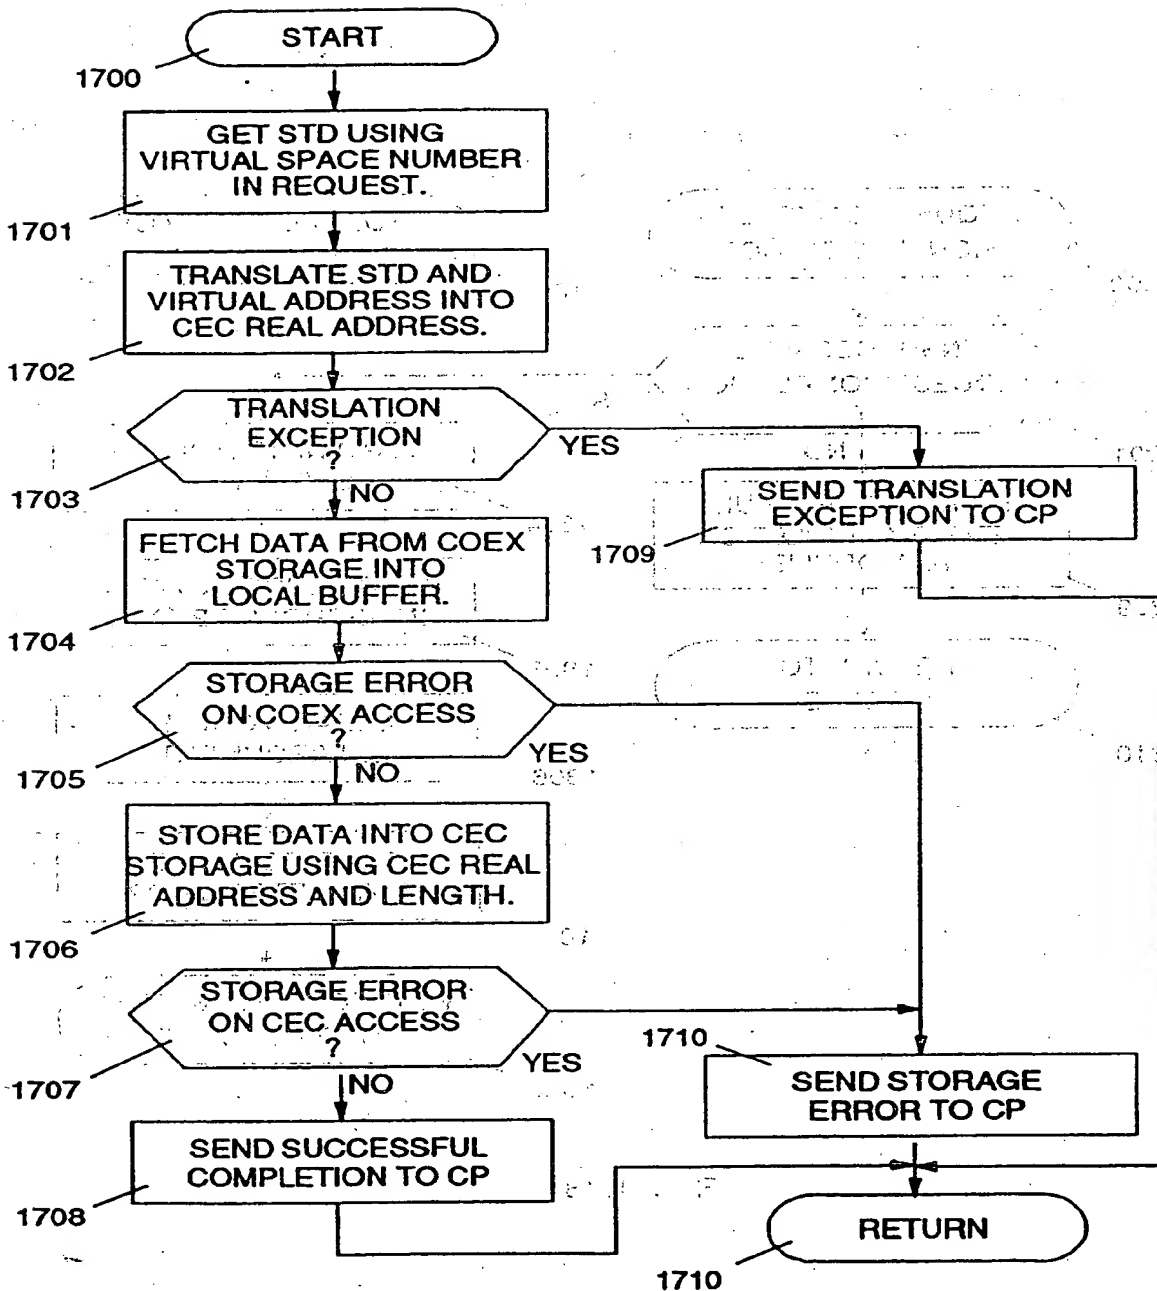 START
1700
GET STD USING
VIRTUAL SPACE NUMBER
IN REQUEST.
1701
TRANSLATE STD AND
VIRTUAL ADDRESS INTO
CEC REAL ADDRESS.
1702
TRANSLATION
EXCEPTION
?
YES
1703
NO
SEND TRANSLATION
EXCEPTION TO CP
1709
FETCH DATA FROM COEX
STORAGE INTO
LOCAL BUFFER.
1704
STORAGE ERROR
ON COEX ACCESS
?
YES
1705
NO
STORE DATA INTO CEC
STORAGE USING CEC REAL
ADDRESS AND LENGTH.
1706
STORAGE ERROR
ON CEC ACCESS
?
YES
1707
NO
1710
SEND STORAGE
ERROR TO CP
SEND SUCCESSFUL
COMPLETION TO CP
1708
RETURN
1710